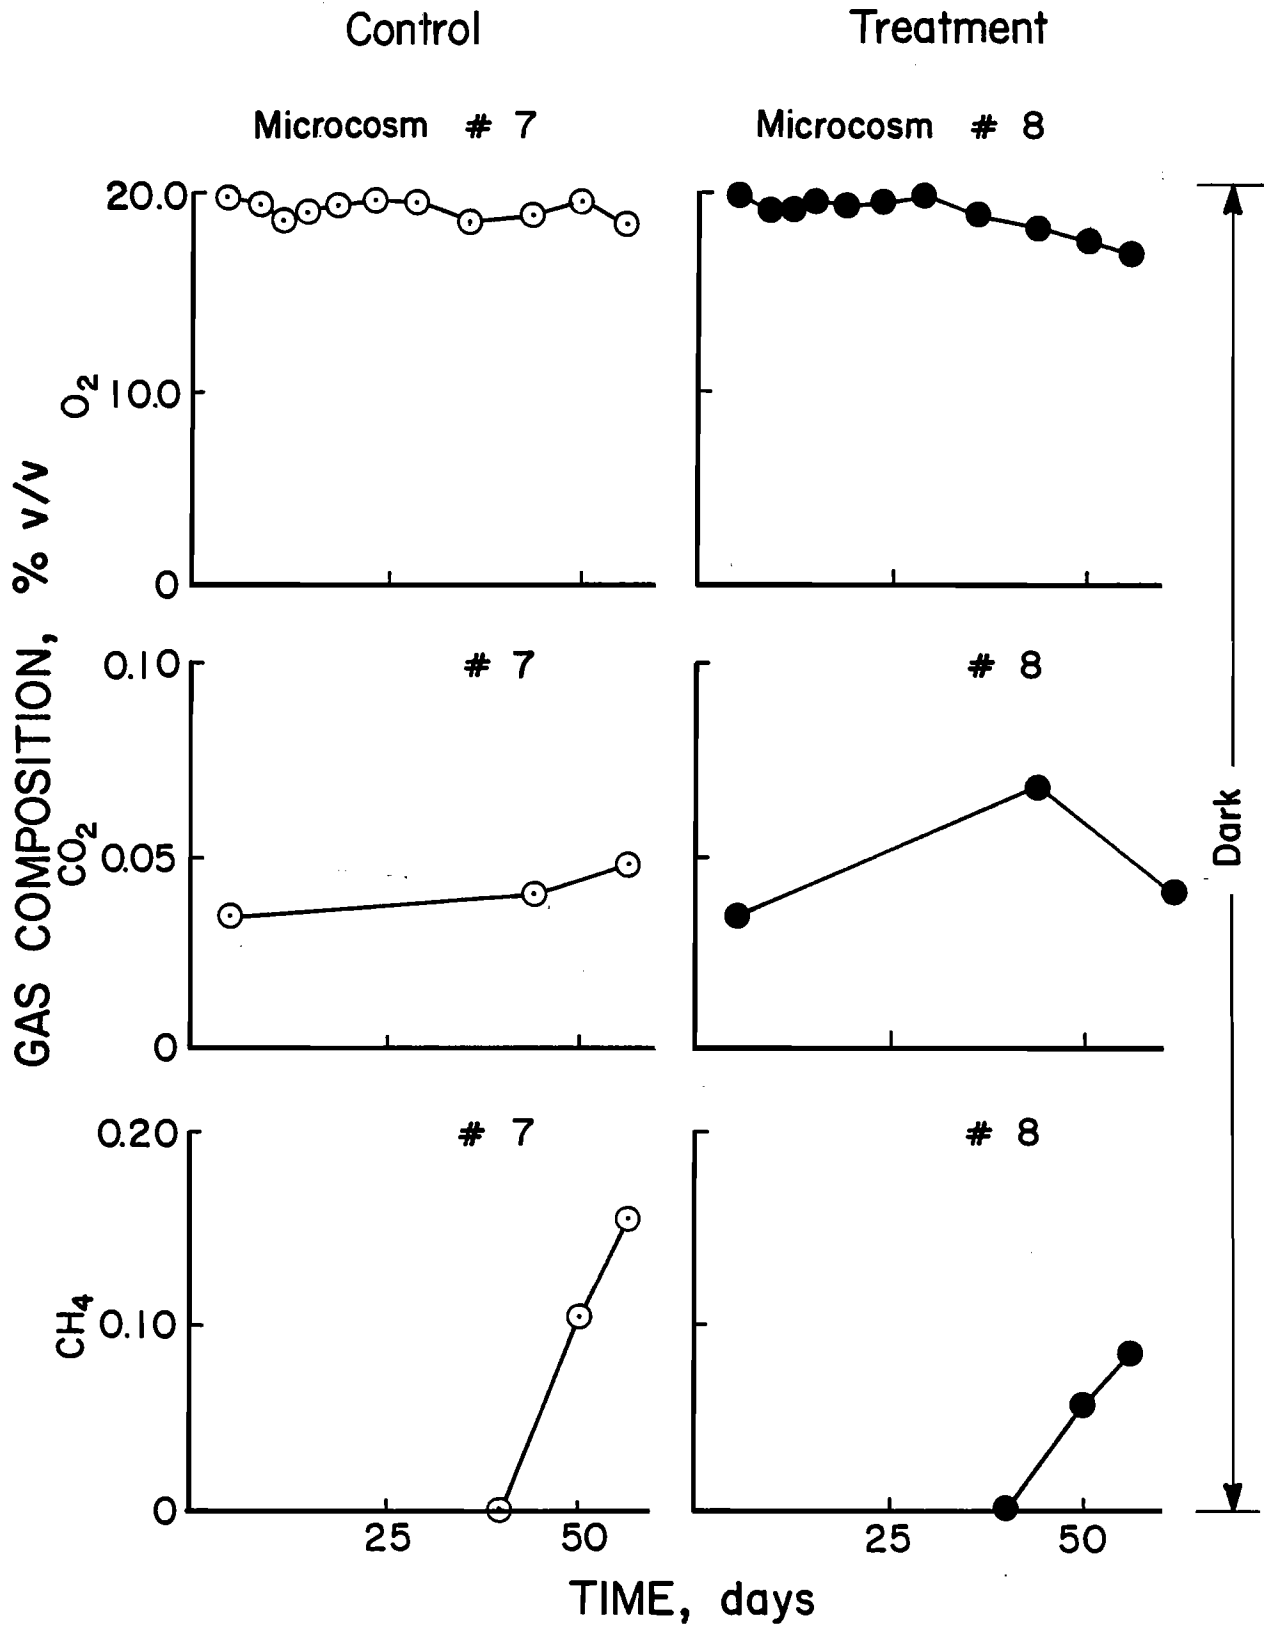 Control Treatment
Microcosm # 7 Microcosm # 8
20.0
O2 10.0
0
GAS COMPOSITION, % v/v
0.10 # 7 # 8
CO2 0.05
0
Dark
0.20 # 7 # 8
CH4 0.10
0
25 50 25 50
TIME, days